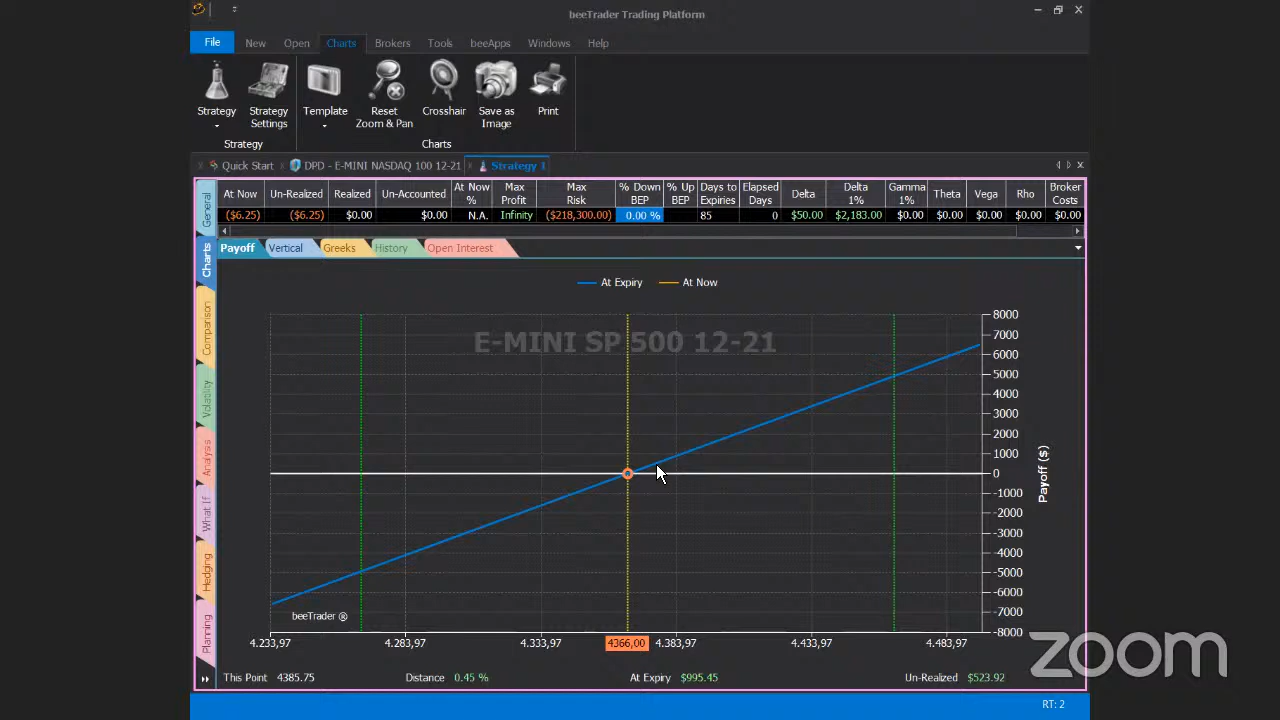 beeTrader Trading Platform
File New Open Charts Brokers Tools beeApps Windows Help
Strategy Strategy Settings Template Reset Zoom & Pan Crosshair Save as Image Print
Strategy Charts
Quick Start DPD - E-MINI NASDAQ 100 12-21 Strategy 1
At Now Un-Realized Realized Un-Accounted At Now % Max Profit Max Risk % Down BEP % Up BEP Days to Expiries Elapsed Days Delta Delta 1% Gamma 1% Theta Vega Rho Broker Costs
($6.25) ($6.25) $0.00 $0.00 N.A. Infinity ($218,300.00) 0.00 % 85 0 $50.00 $2,183.00 $0.00 $0.00 $0.00 $0.00 $0.00
Payoff Vertical Greeks History Open Interest
General
Charts
Comparison
Volatility
Analysis
What If
Hedging
Planning
At Expiry At Now
E-MINI SP 500 12-21
8000
7000
6000
5000
4000
3000
2000
1000
0
-1000
-2000
-3000
-4000
-5000
-6000
-7000
-8000
Payoff ($)
beeTrader ®
4.233,97 4.283,97 4.333,97 4366,00 4.383,97 4.433,97 4.483,97
This Point 4385.75 Distance 0.45 % At Expiry $995.45 Un-Realized $523.92
RT: 2
zoom